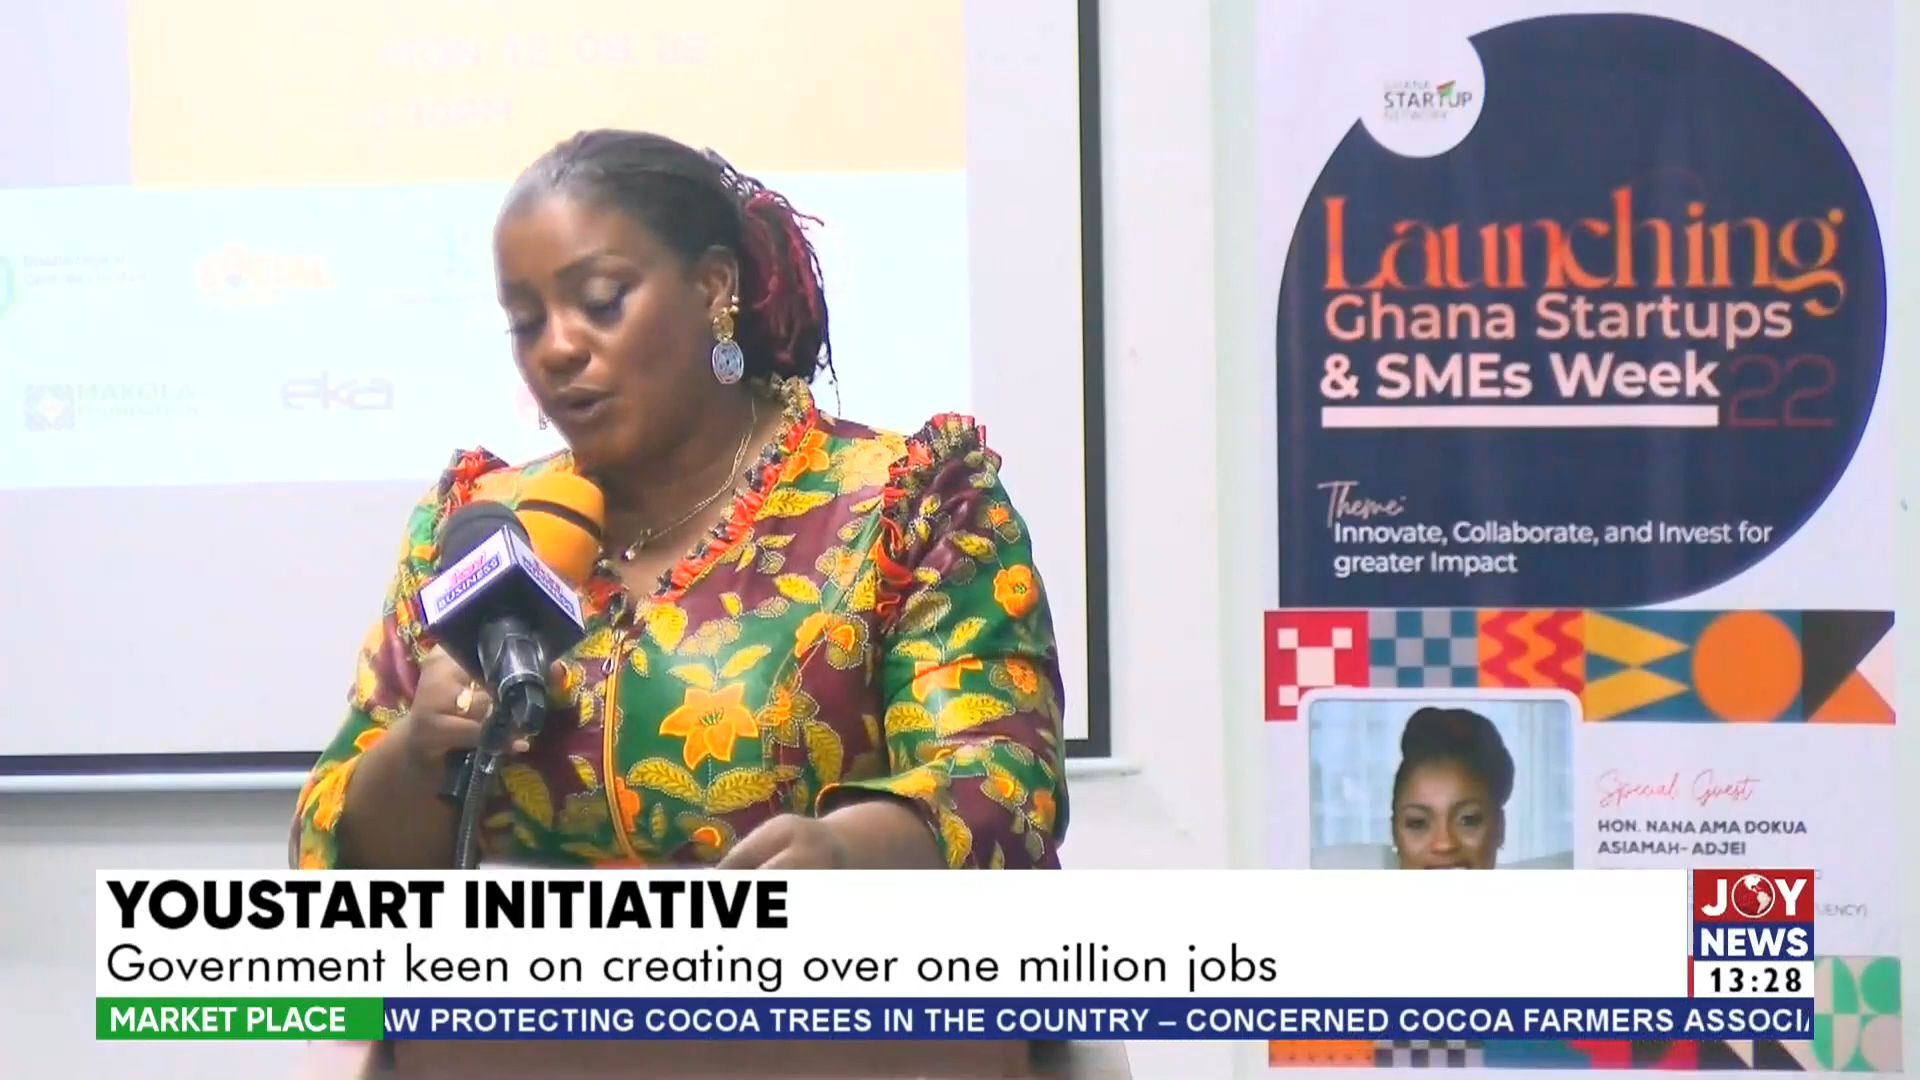 GHANA
STARTUP
NETWORK
Launching
Ghana Startups
& SMEs Week 22
Theme:
Innovate, Collaborate, and Invest for
greater Impact
MAKOLA
FOUNDATION
eka
BUSINESS
Special Guest
HON. NANA AMA DOKUA
ASIAMAH- ADJEI
YOUSTART INITIATIVE
Government keen on creating over one million jobs
JOY
NEWS
13:28
MARKET PLACE
AW PROTECTING COCOA TREES IN THE COUNTRY – CONCERNED COCOA FARMERS ASSOCI